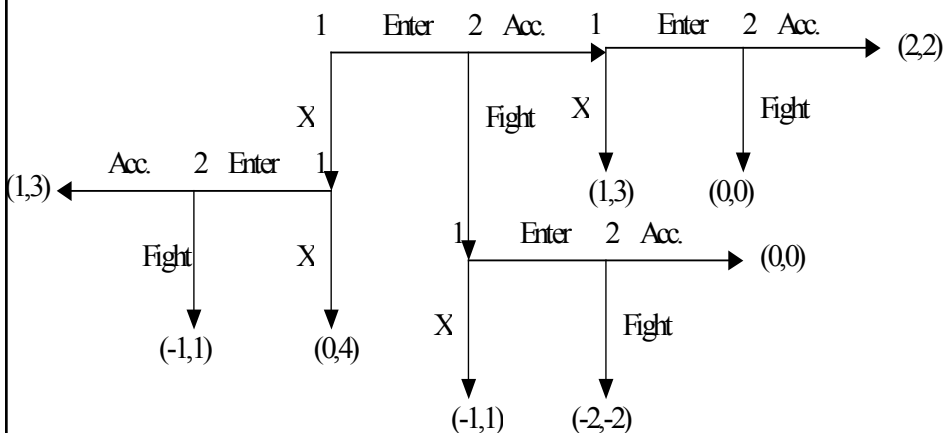 1 Enter 2 Acc. 1 Enter 2 Acc. (2,2)
X Fight X Fight
Acc. 2 Enter 1
(1,3) (1,3) (0,0)
1 Enter 2 Acc. (0,0)
Fight X
X Fight
(-1,1) (0,4)
(-1,1) (-2,-2)